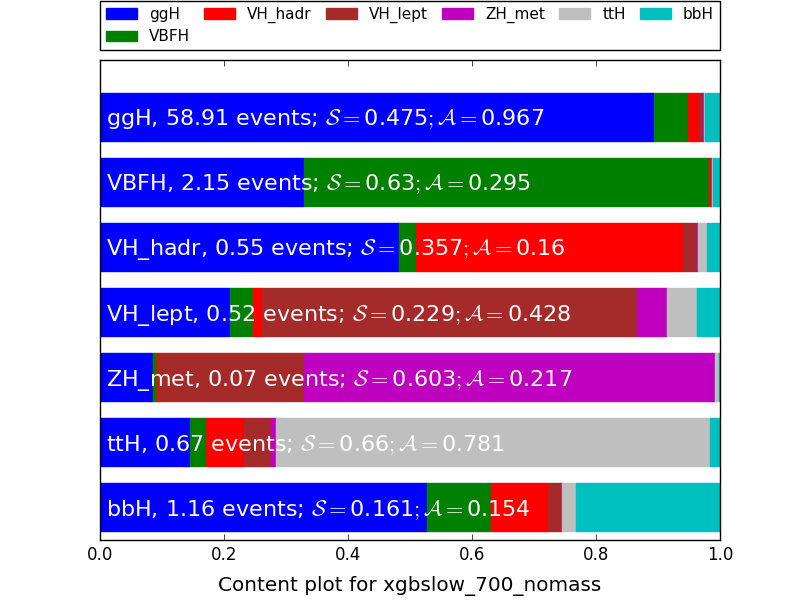 ggH VH_hadr VH_lept ZH_met ttH bbH
VBFH
ggH, 58.91 events; 𝒮 = 0.475; 𝒜 = 0.967
VBFH, 2.15 events; 𝒮 = 0.63; 𝒜 = 0.295
VH_hadr, 0.55 events; 𝒮 = 0.357; 𝒜 = 0.16
VH_lept, 0.52 events; 𝒮 = 0.229; 𝒜 = 0.428
ZH_met, 0.07 events; 𝒮 = 0.603; 𝒜 = 0.217
ttH, 0.67 events; 𝒮 = 0.66; 𝒜 = 0.781
bbH, 1.16 events; 𝒮 = 0.161; 𝒜 = 0.154
0.0 0.2 0.4 0.6 0.8 1.0
Content plot for xgbslow_700_nomass